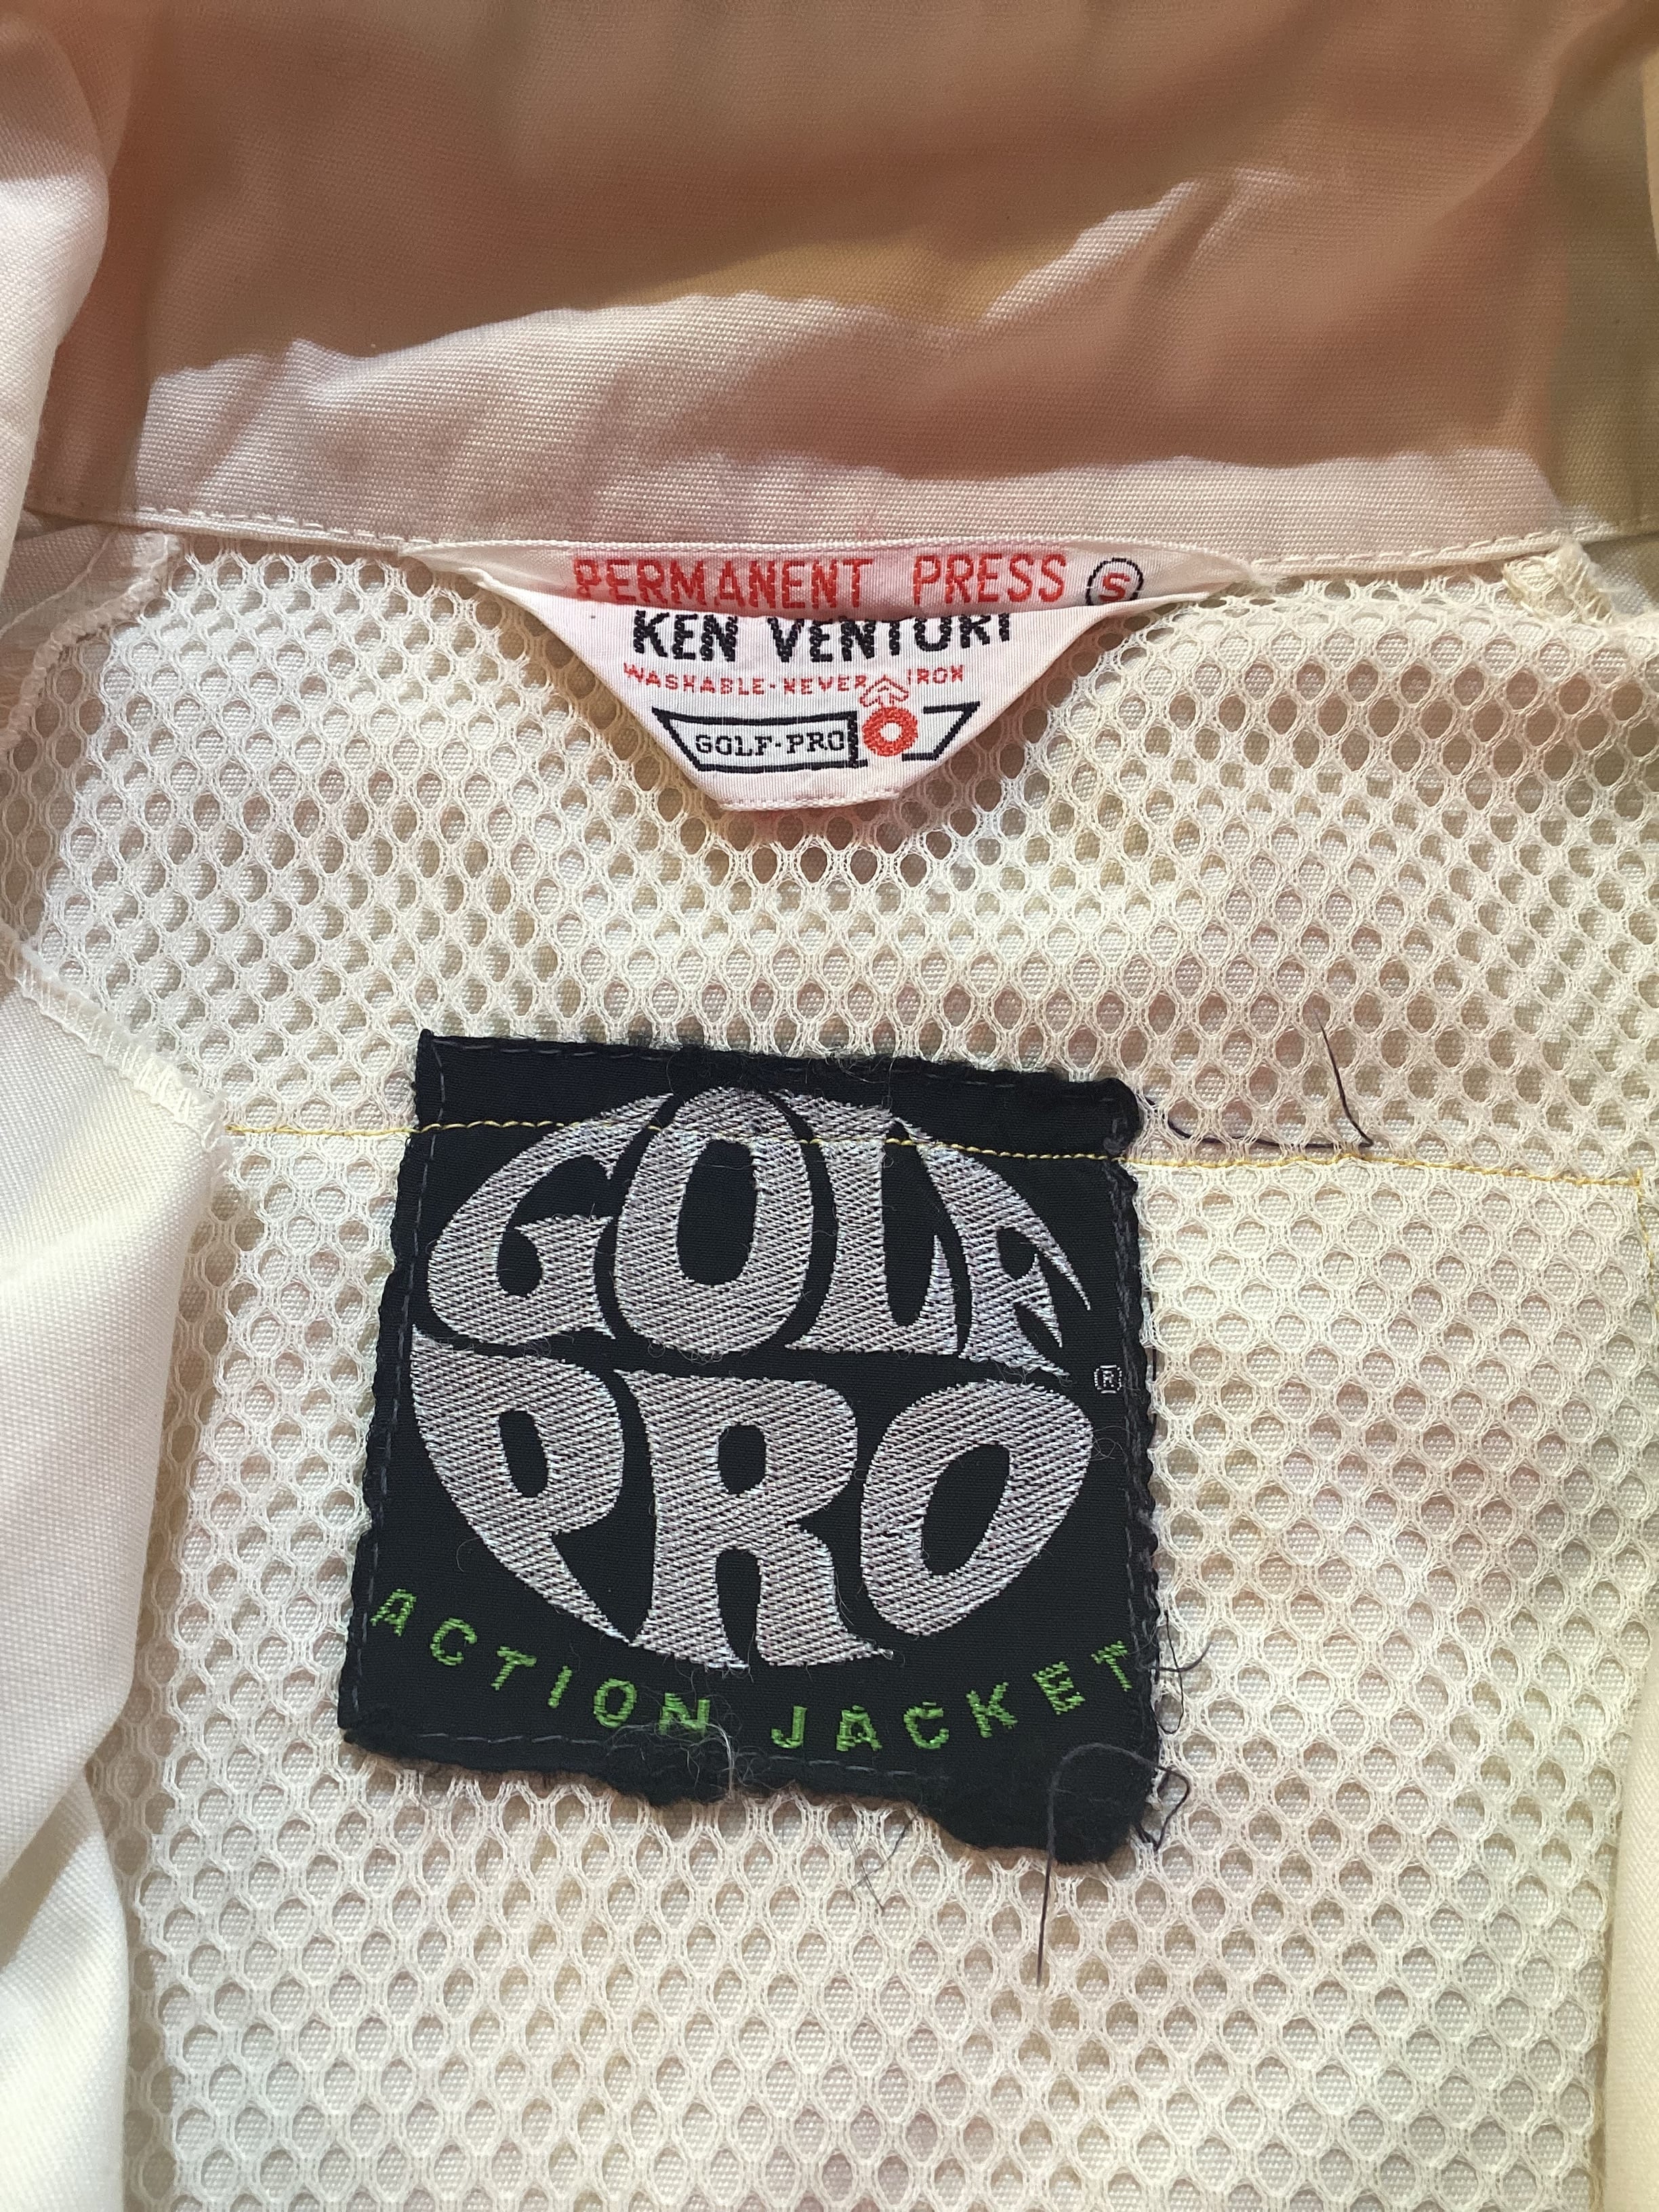 PERMANENT PRESS S
KEN VENTURI
WASHABLE·NEVER IRON
GOLF·PRO
GOLF
PRO ®
ACTION JACKET